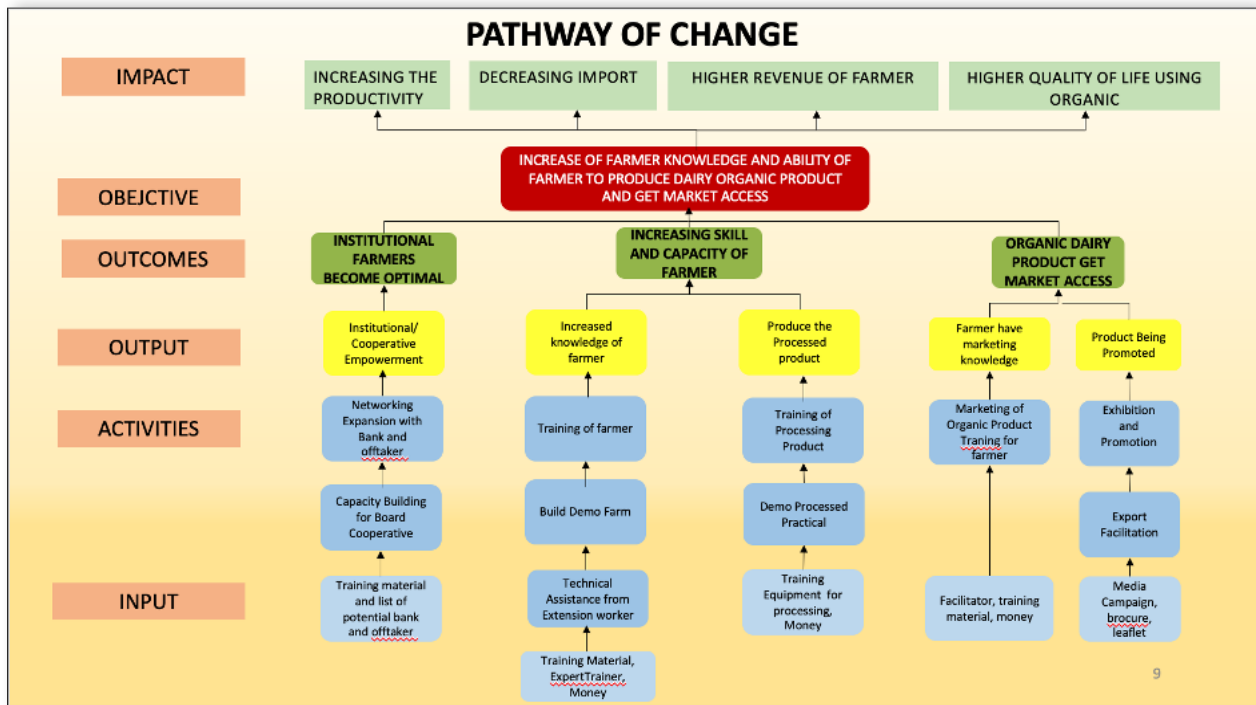 PATHWAY OF CHANGE
IMPACT
INCREASING THE
PRODUCTIVITY
DECREASING IMPORT
HIGHER REVENUE OF FARMER
HIGHER QUALITY OF LIFE USING
ORGANIC
OBEJCTIVE
INCREASE OF FARMER KNOWLEDGE AND ABILITY OF
FARMER TO PRODUCE DAIRY ORGANIC PRODUCT
AND GET MARKET ACCESS
OUTCOMES
INSTITUTIONAL
FARMERS
BECOME OPTIMAL
INCREASING SKILL
AND CAPACITY OF
FARMER
ORGANIC DAIRY
PRODUCT GET
MARKET ACCESS
OUTPUT
Institutional/
Cooperative
Empowerment
Increased
knowledge of
farmer
Produce the
Processed
product
Farmer have
marketing
knowledge
Product Being
Promoted
ACTIVITIES
Networking
Expansion with
Bank and
offtaker
Training of farmer
Training of
Processing
Product
Marketing of
Organic Product
Traning for
farmer
Exhibition
and
Promotion
Capacity Building
for Board
Cooperative
Build Demo Farm
Demo Processed
Practical
Export
Facilitation
INPUT
Training material
and list of
potential bank
and offtaker
Technical
Assistance from
Extension worker
Training
Equipment for
processing,
Money
Facilitator, training
material, money
Media
Campaign,
brocure,
leaflet
Training Material,
ExpertTrainer,
Money
9